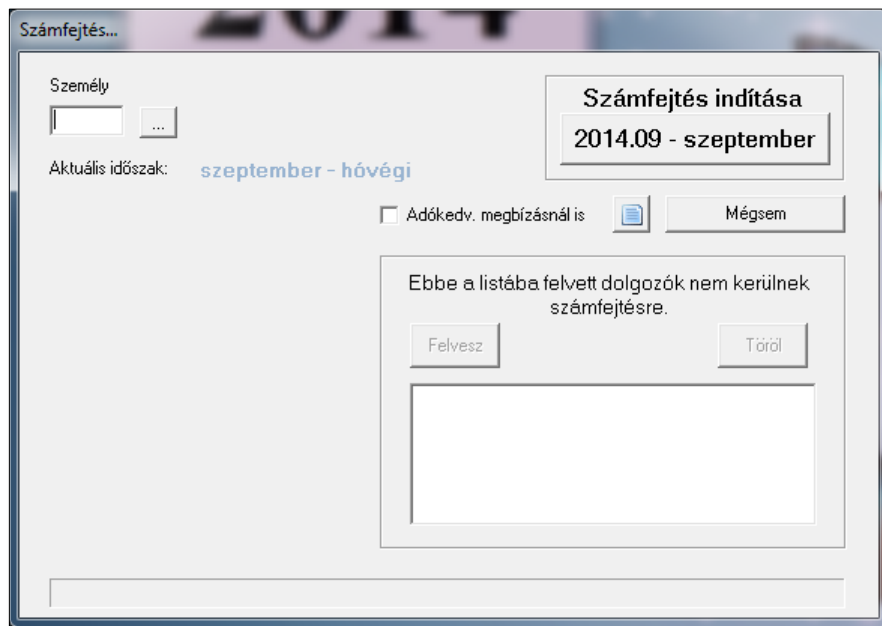 2014
Számfejtés...
Személy
...
Számfejtés indítása
2014.09 - szeptember
Aktuális időszak:
szeptember - hóvégi
Adókedv. megbízásnál is
Mégsem
Ebbe a listába felvett dolgozók nem kerülnek
számfejtésre.
Felvesz
Töröl